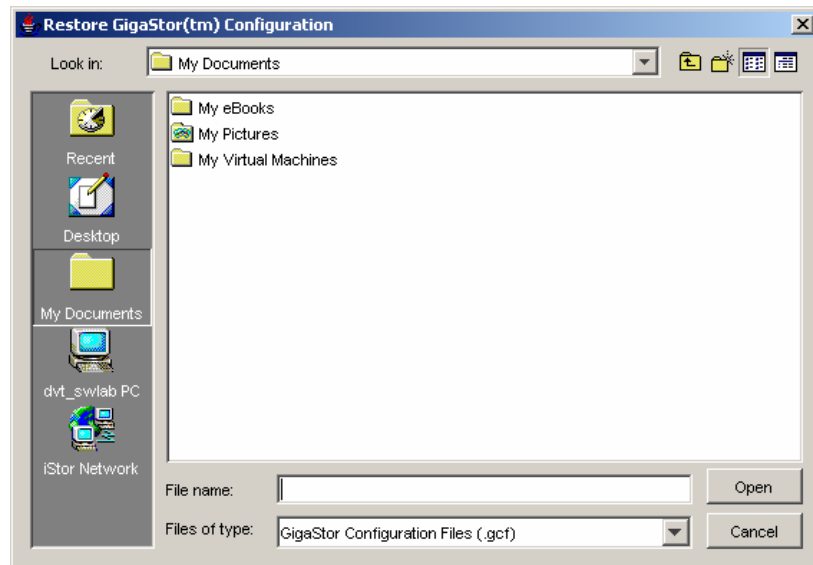 Restore GigaStor(tm) Configuration
Look in:
My Documents
Recent
Desktop
My Documents
dvt_swlab PC
iStor Network
My eBooks
My Pictures
My Virtual Machines
File name:
Open
Files of type:
GigaStor Configuration Files (.gcf)
Cancel